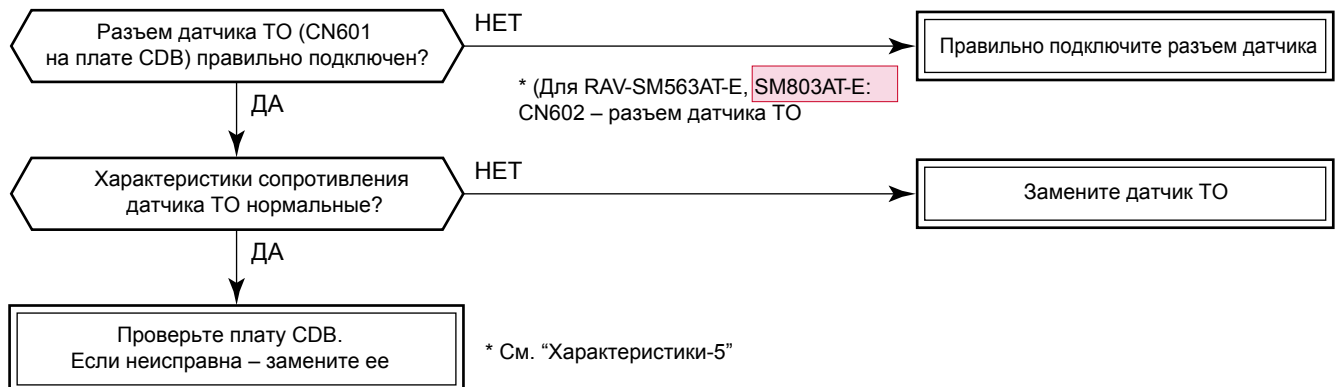 Разъем датчика ТО (CN601
на плате CDB) правильно подключен?
НЕТ
Правильно подключите разъем датчика
* (Для RAV-SM563AT-E, SM803AT-E:
CN602 – разъем датчика ТО
ДА
Характеристики сопротивления
датчика ТО нормальные?
НЕТ
Замените датчик ТО
ДА
Проверьте плату CDB.
Если неисправна – замените ее
* См. “Характеристики-5”